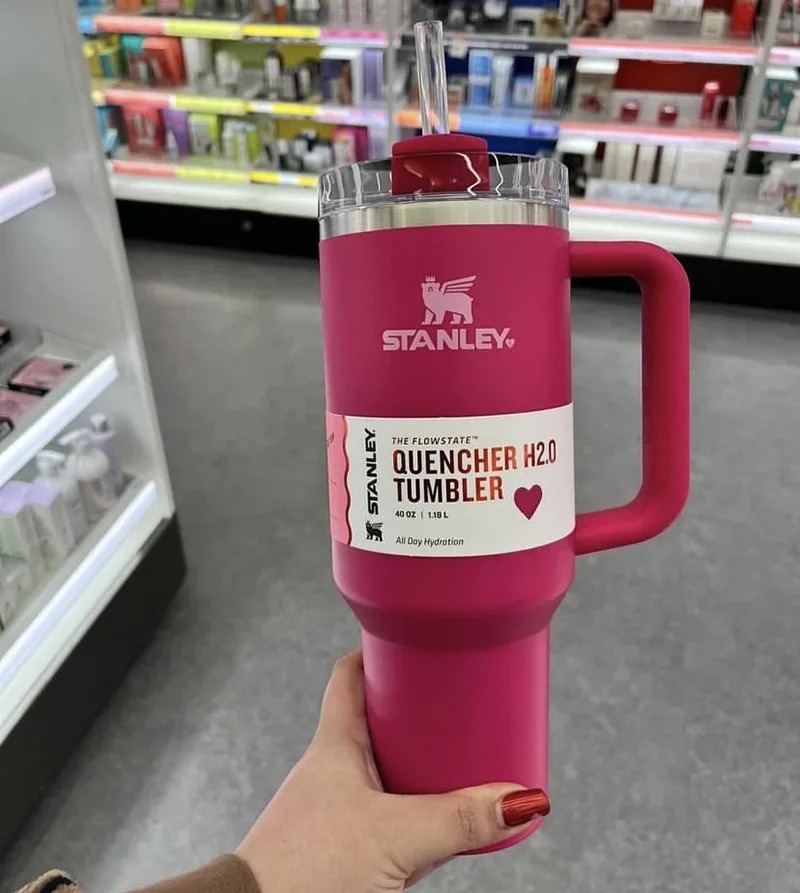 STANLEY
STANLEY
THE FLOWSTATE™
QUENCHER H2.0
TUMBLER
40 OZ | 1.18 L
All Day Hydration